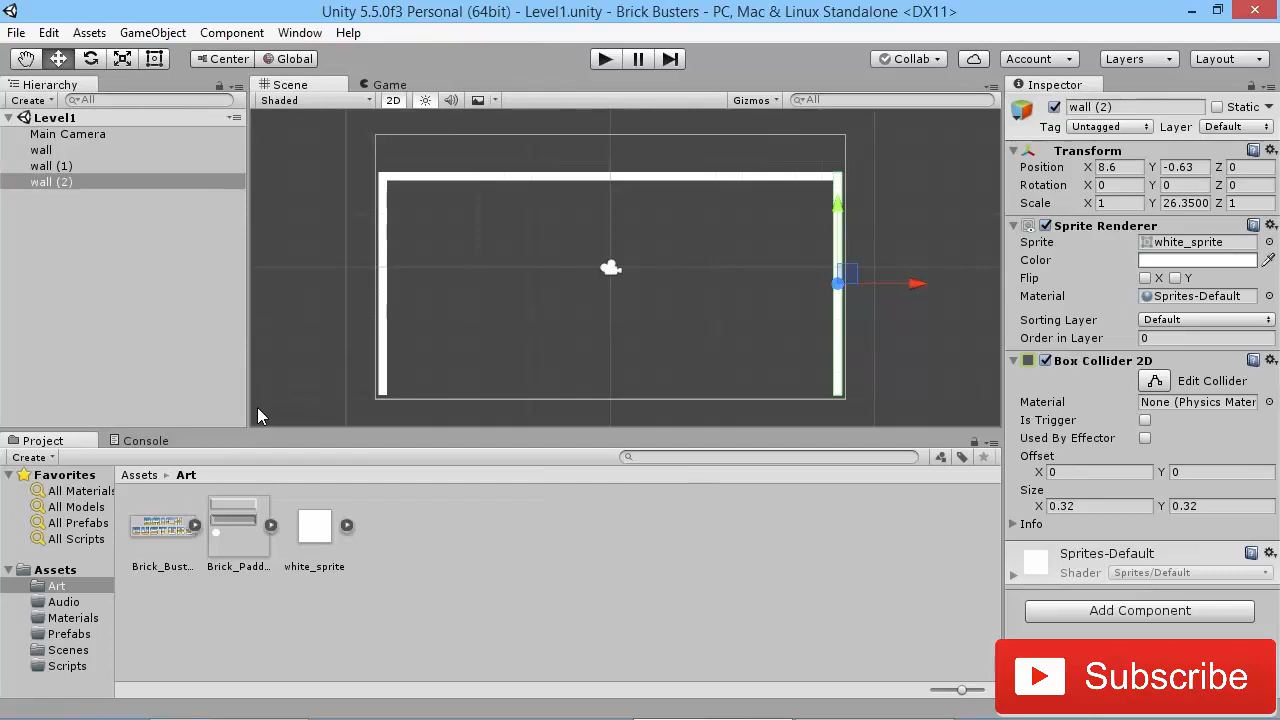 Unity 5.5.0f3 Personal (64bit) - Level1.unity - Brick Busters - PC, Mac & Linux Standalone <DX11>
File Edit Assets GameObject Component Window Help
Center Global Collab Account Layers Layout
Hierarchy Scene Game Inspector
Create All Shaded 2D Gizmos All
Level1
Main Camera
wall
wall (1)
wall (2)
wall (2) Static
Tag Untagged Layer Default
Transform
Position X 8.6 Y -0.63 Z 0
Rotation X 0 Y 0 Z 0
Scale X 1 Y 26.3500 Z 1
Sprite Renderer
Sprite white_sprite
Color
Flip X Y
Material Sprites-Default
Sorting Layer Default
Order in Layer 0
Box Collider 2D
Edit Collider
Material None (Physics Mater
Is Trigger
Used By Effector
Offset
X 0 Y 0
Size
X 0.32 Y 0.32
Info
Sprites-Default
Shader Sprites/Default
Add Component
Project Console
Create
Favorites
All Materials
All Models
All Prefabs
All Scripts
Assets
Art
Audio
Materials
Prefabs
Scenes
Scripts
Assets Art
BRICK
BUSTERS
Brick_Bust... Brick_Padd... white_sprite
Subscribe